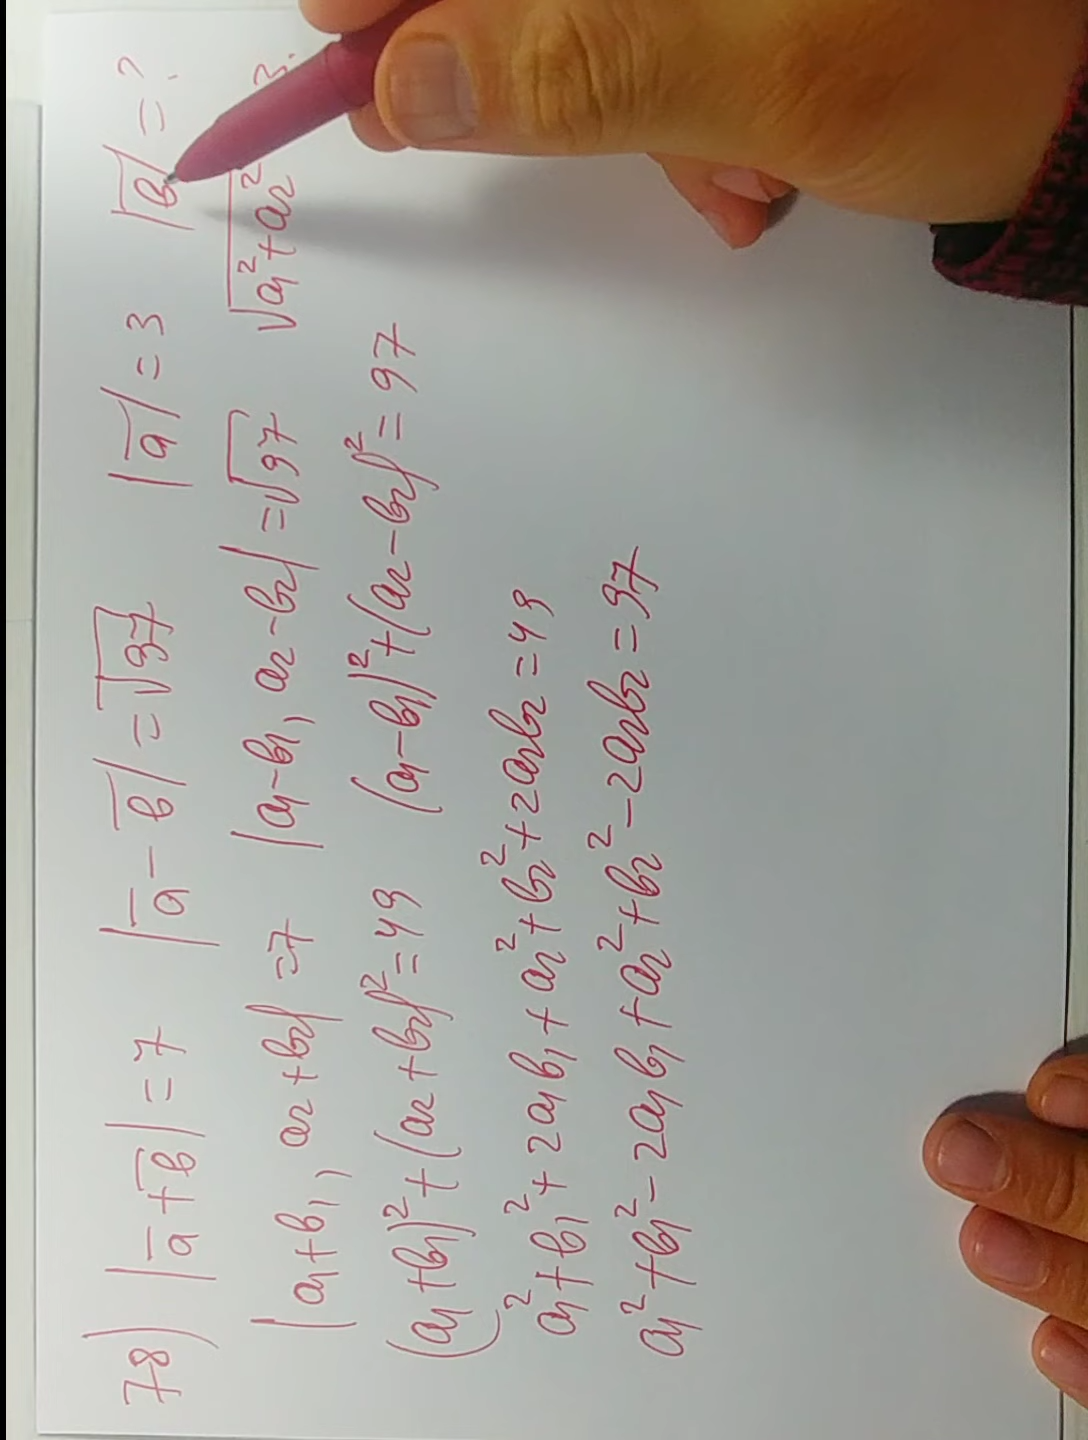 78) |a̅+b̅|=7 |a̅-b̅|=√97 |a̅|=3 |b̅|=?
|a₁+b₁, a₂+b₂|=7 |a₁-b₁, a₂-b₂|=√97 √a₁²+a₂² 3.
(a₁+b₁)²+(a₂+b₂)²=49 (a₁-b₁)²+(a₂-b₂)²=97
a₁²+b₁²+2a₁b₁+a₂²+b₂²+2a₂b₂=49
a₁²+b₁²-2a₁b₁+a₂²+b₂²-2a₂b₂=97